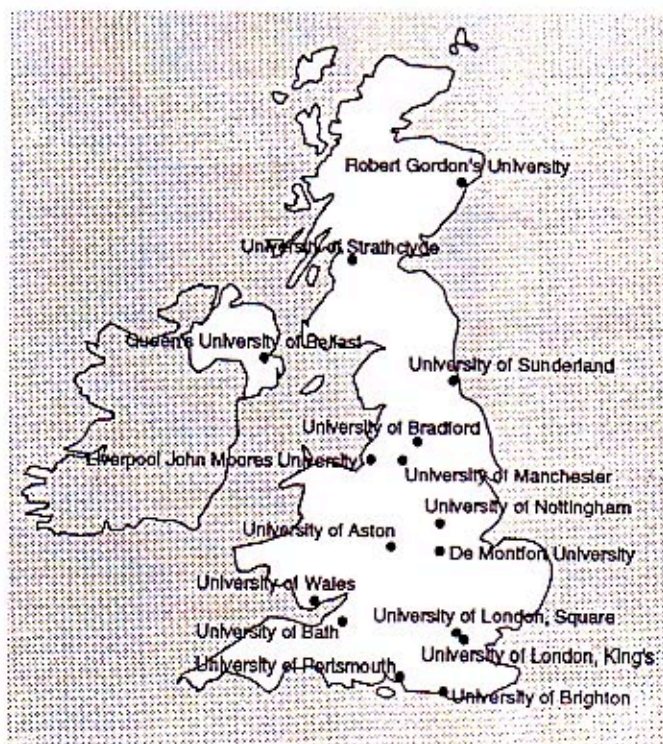 Robert Gordon's University
University of Strathclyde
Queen's University of Belfast
University of Sunderland
University of Bradford
Liverpool John Moores University
University of Manchester
University of Nottingham
University of Aston
De Montfort University
University of Wales
University of London, Square
University of Bath
University of London, King's
University of Portsmouth
University of Brighton